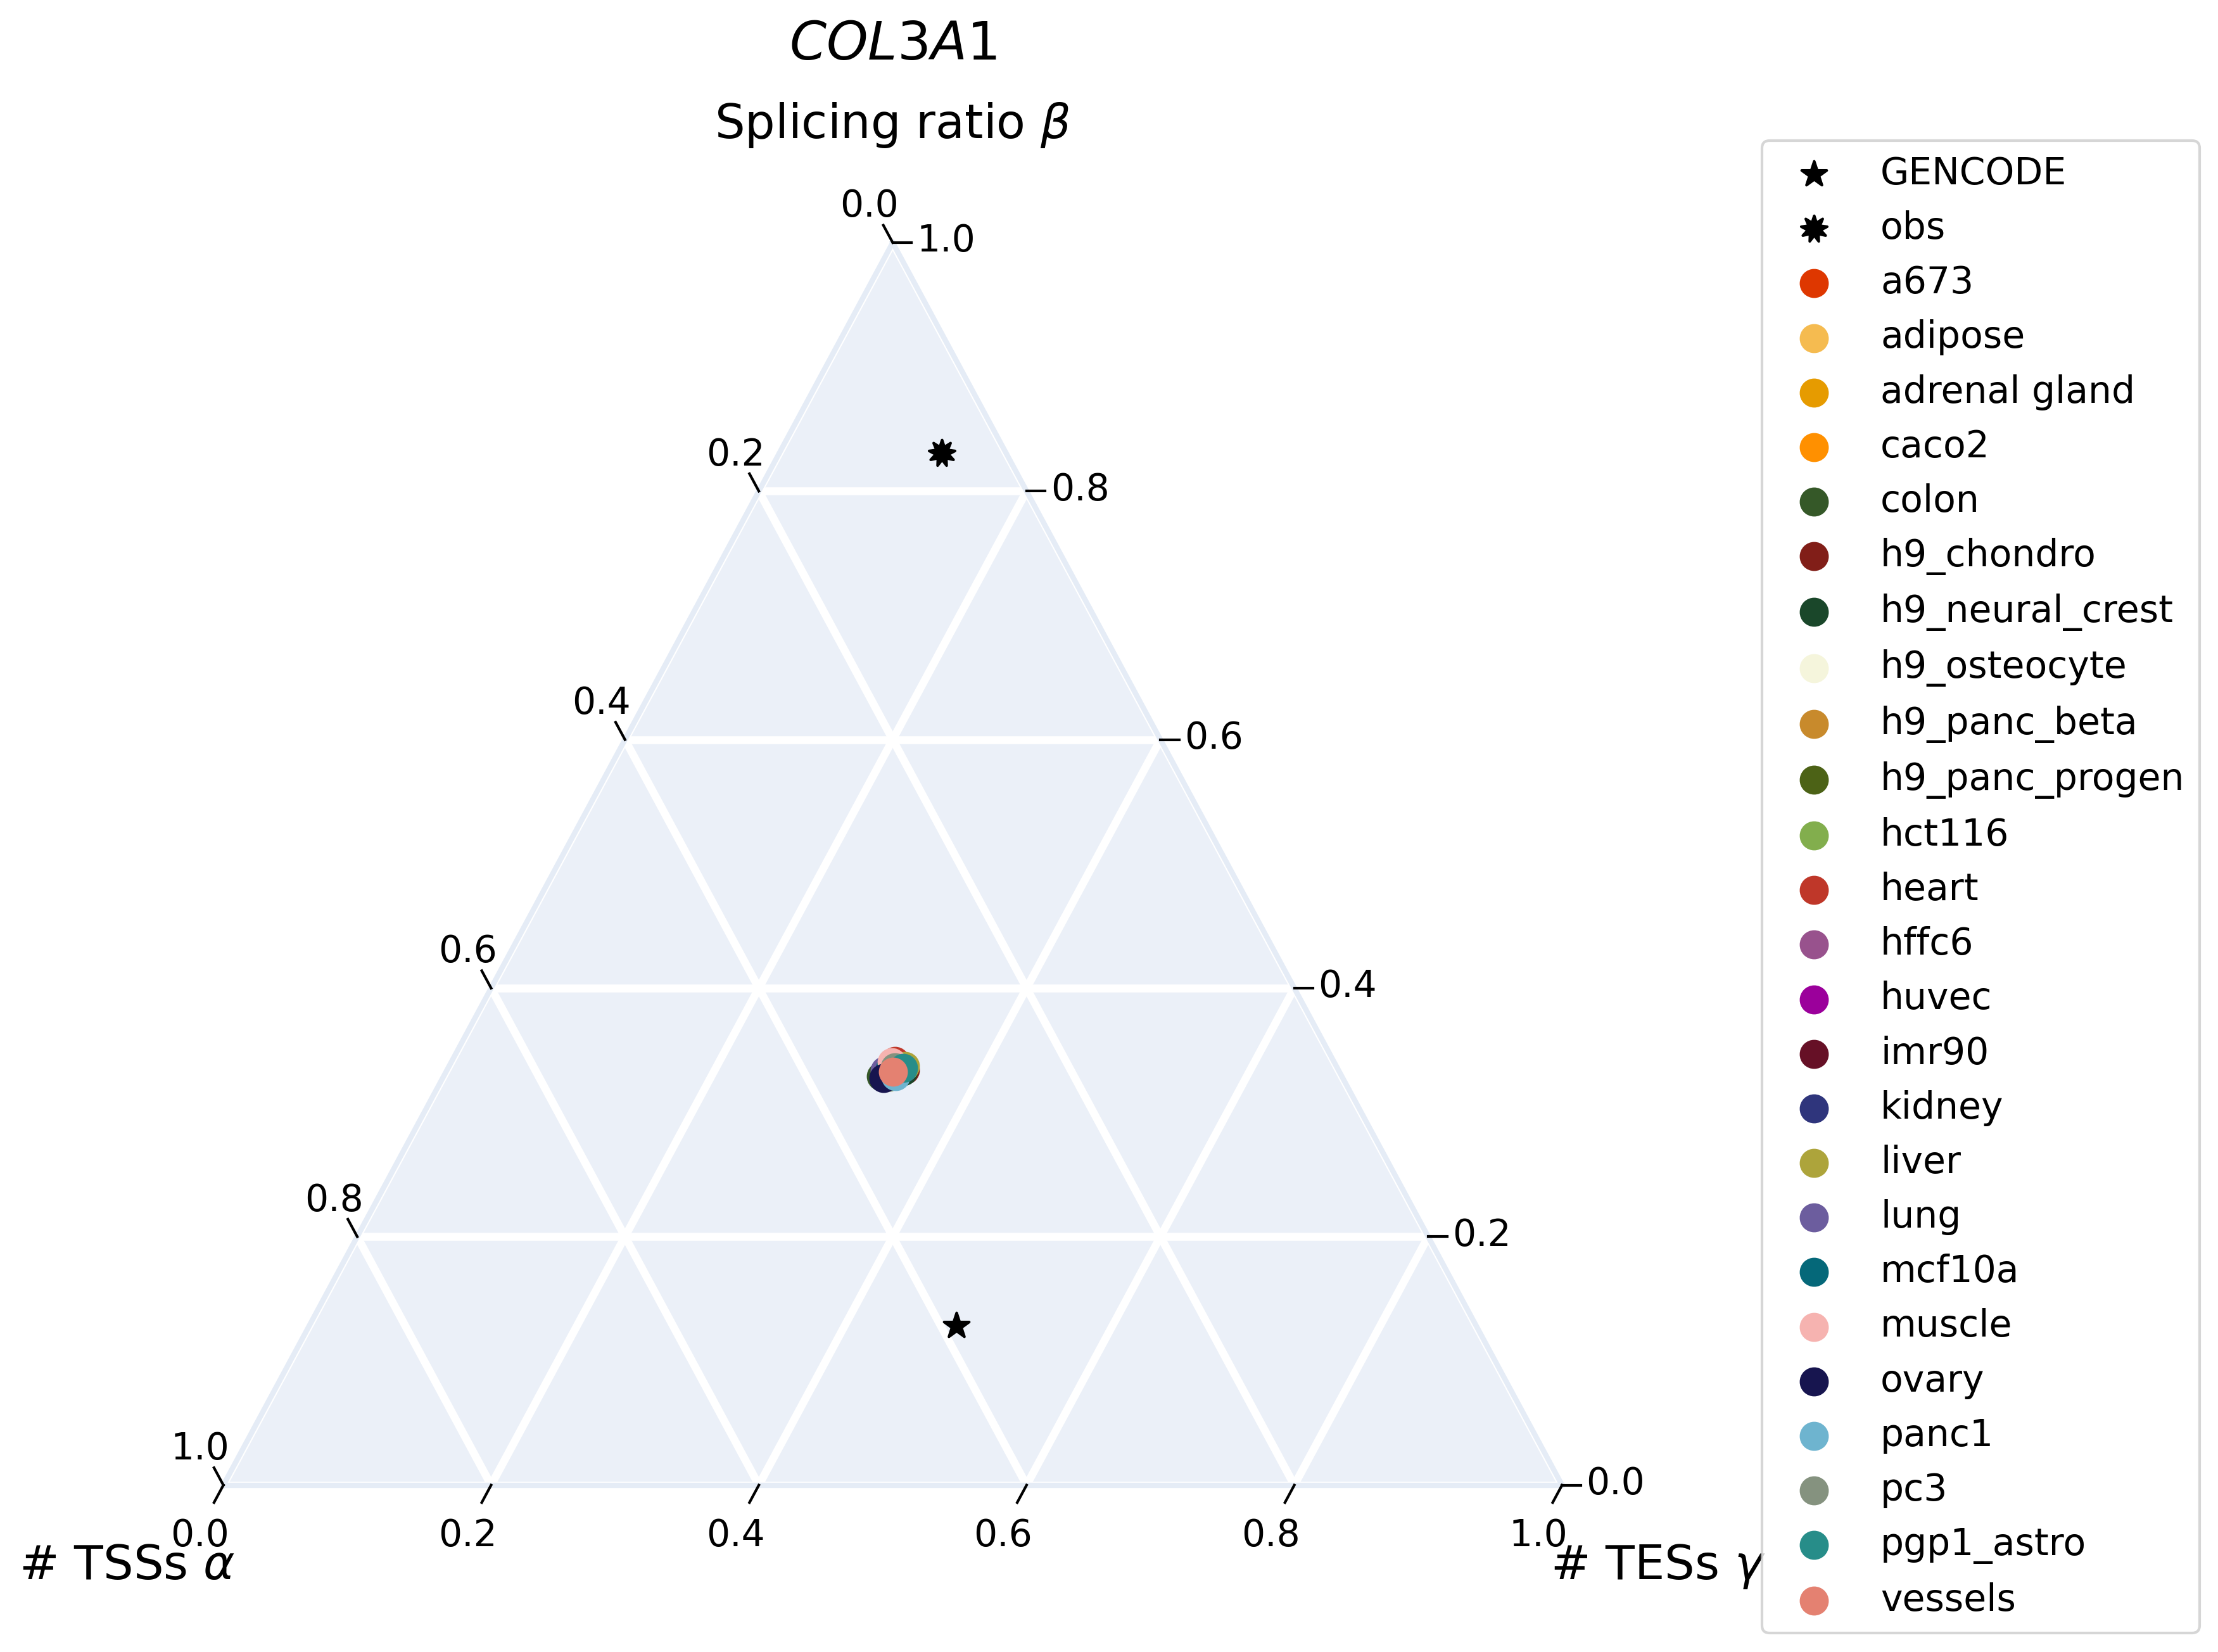 COL3A1
Splicing ratio β
0.0
1.0
0.2
0.8
0.4
0.6
0.6
0.4
0.8
0.2
1.0
0.0
0.0
0.2
0.4
0.6
0.8
1.0
# TSSs α
# TESs γ
GENCODE
obs
a673
adipose
adrenal gland
caco2
colon
h9_chondro
h9_neural_crest
h9_osteocyte
h9_panc_beta
h9_panc_progen
hct116
heart
hffc6
huvec
imr90
kidney
liver
lung
mcf10a
muscle
ovary
panc1
pc3
pgp1_astro
vessels